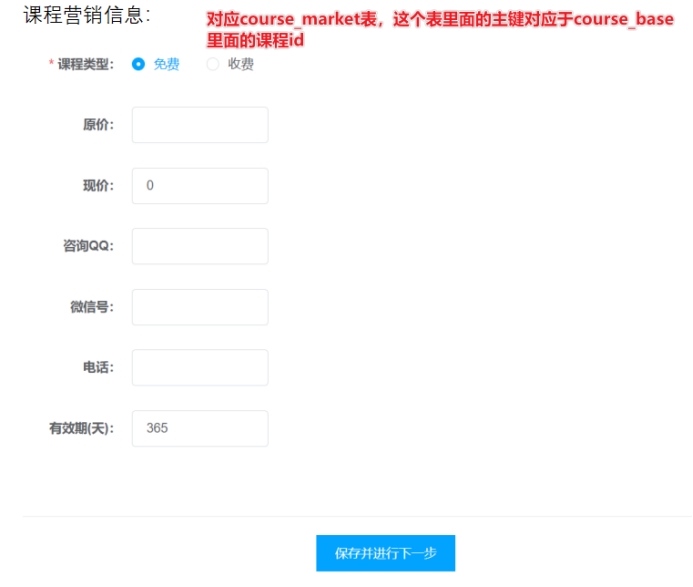 课程营销信息:
对应course_market表，这个表里面的主键对应于course_base
里面的课程id
* 课程类型： 免费 收费
原价：
现价： 0
咨询QQ：
微信号：
电话：
有效期(天)： 365
保存并进行下一步